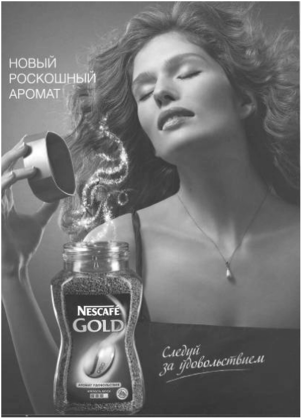 НОВЫЙ
РОСКОШНЫЙ
АРОМАТ
NESCAFÉ
GOLD
Следуй
за удовольствием